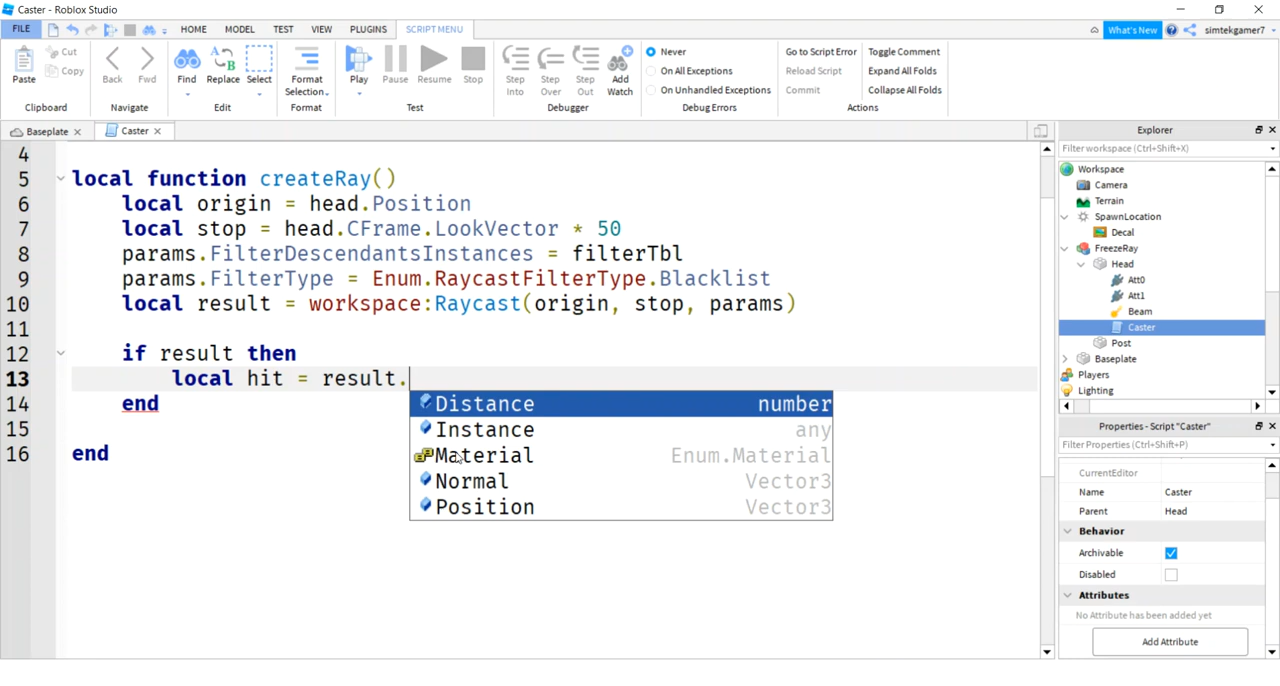 Caster - Roblox Studio
FILE HOME MODEL TEST VIEW PLUGINS SCRIPT MENU What's New simtekgamer7
Paste Cut Copy Back Fwd Find Replace Select Format Selection Play Pause Resume Stop Step Into Step Over Step Out Add Watch
Never
On All Exceptions
On Unhandled Exceptions
Go to Script Error
Reload Script
Commit
Toggle Comment
Expand All Folds
Collapse All Folds
Clipboard Navigate Edit Format Test Debugger Debug Errors Actions
Baseplate Caster
4
5 local function createRay()
6 local origin = head.Position
7 local stop = head.CFrame.LookVector * 50
8 params.FilterDescendantsInstances = filterTbl
9 params.FilterType = Enum.RaycastFilterType.Blacklist
10 local result = workspace:Raycast(origin, stop, params)
11
12 if result then
13 local hit = result.
14 end
15
16 end
Distance number
Instance any
Material Enum.Material
Normal Vector3
Position Vector3
Explorer
Filter workspace (Ctrl+Shift+X)
Workspace
Camera
Terrain
SpawnLocation
Decal
FreezeRay
Head
Att0
Att1
Beam
Caster
Post
Baseplate
Players
Lighting
Properties - Script "Caster"
Filter Properties (Ctrl+Shift+P)
CurrentEditor
Name Caster
Parent Head
Behavior
Archivable
Disabled
Attributes
No Attribute has been added yet
Add Attribute